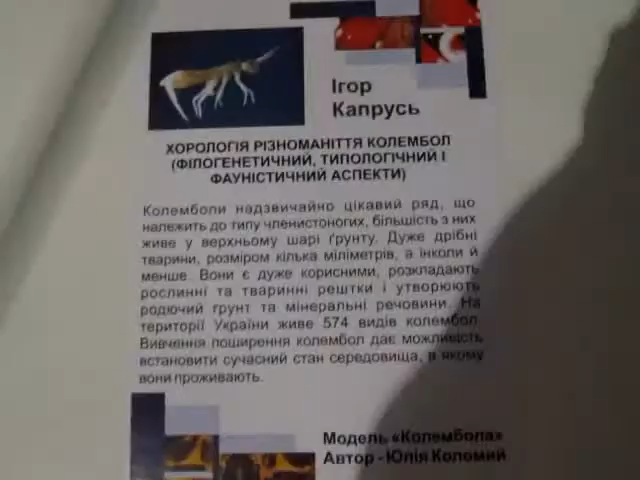 Ігор
Капрусь
ХОРОЛОГІЯ РІЗНОМАНІТТЯ КОЛЕМБОЛ
(ФІЛОГЕНЕТИЧНИЙ, ТИПОЛОГІЧНИЙ І
ФАУНІСТИЧНИЙ АСПЕКТИ)
Колемболи надзвичайно цікавий ряд, що
належить до типу членистоногих, більшість з них
живе у верхньому шарі ґрунту. Дуже дрібні
тварини, розміром кілька міліметрів, а інколи й
менше. Вони є дуже корисними, розкладають
рослинні та тваринні рештки і утворюють
родючий ґрунт та мінеральні речовини. На
території України живе 574 видів колембол.
Вивчення поширення колембол дає можливість
встановити сучасний стан середовища, в якому
вони проживають.
Модель «Колембола»
Автор - Юлія Коломий